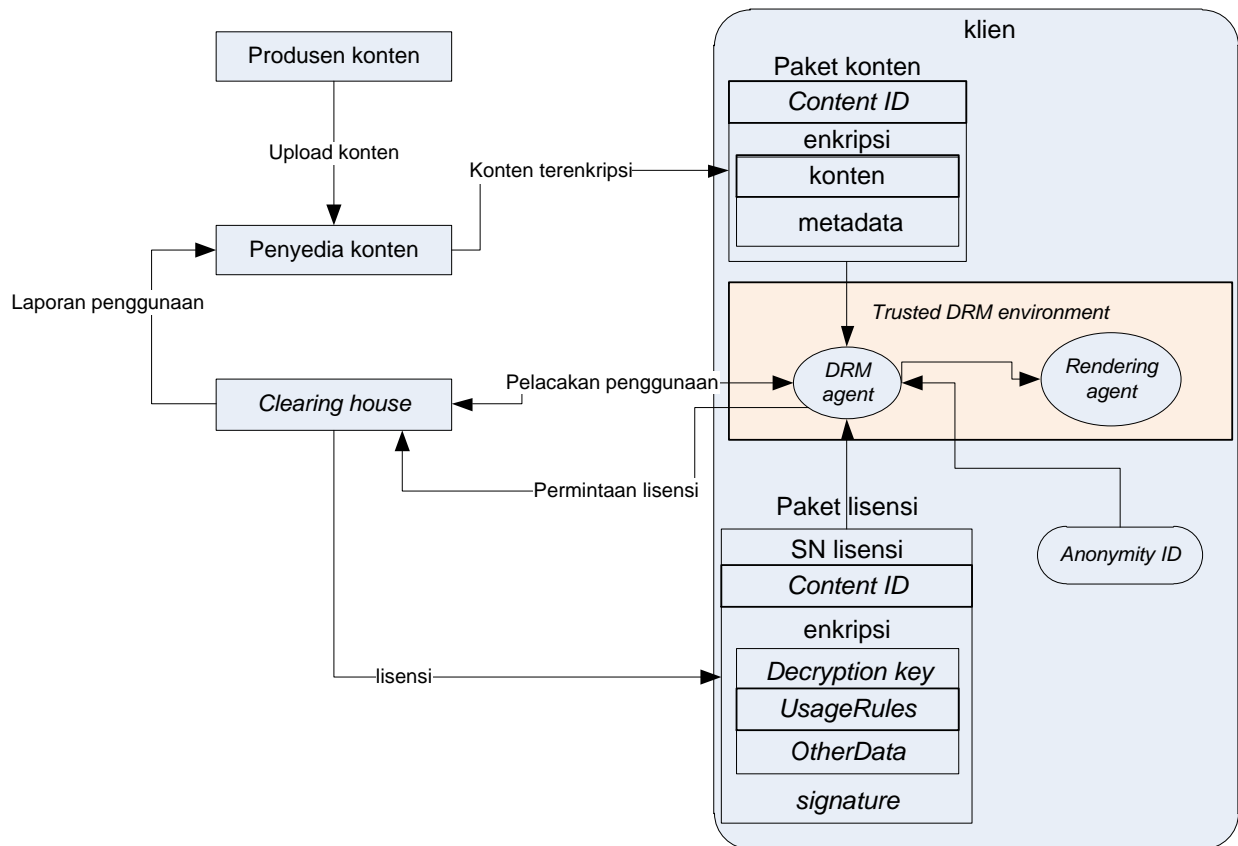 klien
Produsen konten
Upload konten
Penyedia konten
Laporan penggunaan
Clearing house
Konten terenkripsi
Pelacakan penggunaan
Permintaan lisensi
lisensi
Paket konten
Content ID
enkripsi
konten
metadata
Trusted DRM environment
DRM
agent
Rendering
agent
Anonymity ID
Paket lisensi
SN lisensi
Content ID
enkripsi
Decryption key
UsageRules
OtherData
signature